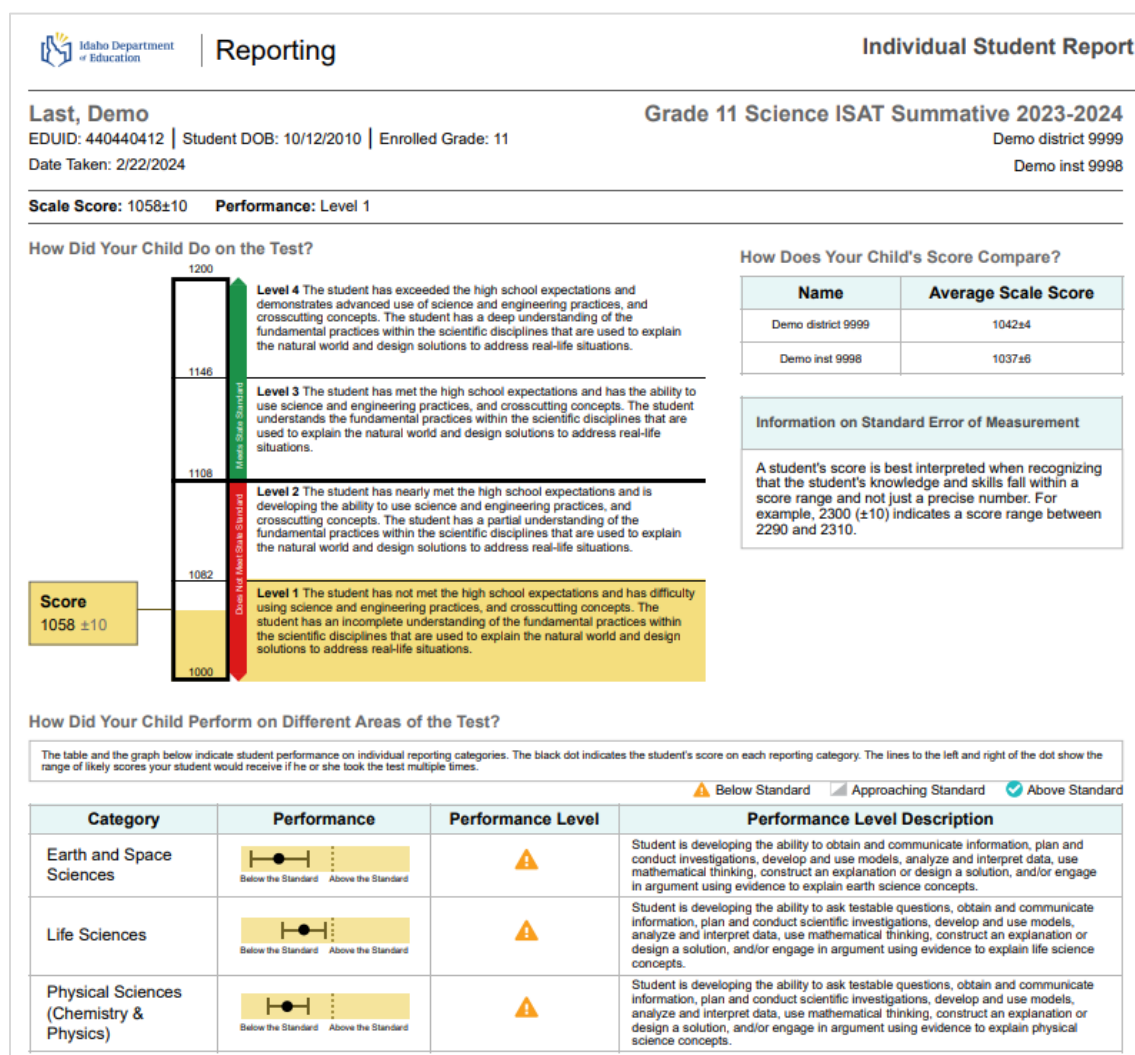 Idaho Department
of Education
Reporting
Individual Student Report
Last, Demo
Grade 11 Science ISAT Summative 2023-2024
EDUID: 440440412 | Student DOB: 10/12/2010 | Enrolled Grade: 11
Demo district 9999
Date Taken: 2/22/2024
Demo inst 9998
Scale Score: 1058±10 Performance: Level 1
How Did Your Child Do on the Test?
1200
1146
1108
1082
1000
Meets State Standard
Does Not Meet State Standard
Level 4 The student has exceeded the high school expectations and
demonstrates advanced use of science and engineering practices, and
crosscutting concepts. The student has a deep understanding of the
fundamental practices within the scientific disciplines that are used to explain
the natural world and design solutions to address real-life situations.
Level 3 The student has met the high school expectations and has the ability to
use science and engineering practices, and crosscutting concepts. The student
understands the fundamental practices within the scientific disciplines that are
used to explain the natural world and design solutions to address real-life
situations.
Level 2 The student has nearly met the high school expectations and is
developing the ability to use science and engineering practices, and
crosscutting concepts. The student has a partial understanding of the
fundamental practices within the scientific disciplines that are used to explain
the natural world and design solutions to address real-life situations.
Level 1 The student has not met the high school expectations and has difficulty
using science and engineering practices, and crosscutting concepts. The
student has an incomplete understanding of the fundamental practices within
the scientific disciplines that are used to explain the natural world and design
solutions to address real-life situations.
Score
1058 ±10
How Does Your Child's Score Compare?
Name Average Scale Score
Demo district 9999 1042±4
Demo inst 9998 1037±6
Information on Standard Error of Measurement
A student's score is best interpreted when recognizing
that the student's knowledge and skills fall within a
score range and not just a precise number. For
example, 2300 (±10) indicates a score range between
2290 and 2310.
How Did Your Child Perform on Different Areas of the Test?
The table and the graph below indicate student performance on individual reporting categories. The black dot indicates the student's score on each reporting category. The lines to the left and right of the dot show the
range of likely scores your student would receive if he or she took the test multiple times.
Below Standard Approaching Standard Above Standard
Category Performance Performance Level Performance Level Description
Earth and Space
Sciences
Below the Standard Above the Standard
Student is developing the ability to obtain and communicate information, plan and
conduct investigations, develop and use models, analyze and interpret data, use
mathematical thinking, construct an explanation or design a solution, and/or engage
in argument using evidence to explain earth science concepts.
Life Sciences
Below the Standard Above the Standard
Student is developing the ability to ask testable questions, obtain and communicate
information, plan and conduct scientific investigations, develop and use models,
analyze and interpret data, use mathematical thinking, construct an explanation or
design a solution, and/or engage in argument using evidence to explain life science
concepts.
Physical Sciences
(Chemistry &
Physics)
Below the Standard Above the Standard
Student is developing the ability to ask testable questions, obtain and communicate
information, plan and conduct scientific investigations, develop and use models,
analyze and interpret data, use mathematical thinking, construct an explanation or
design a solution, and/or engage in argument using evidence to explain physical
science concepts.